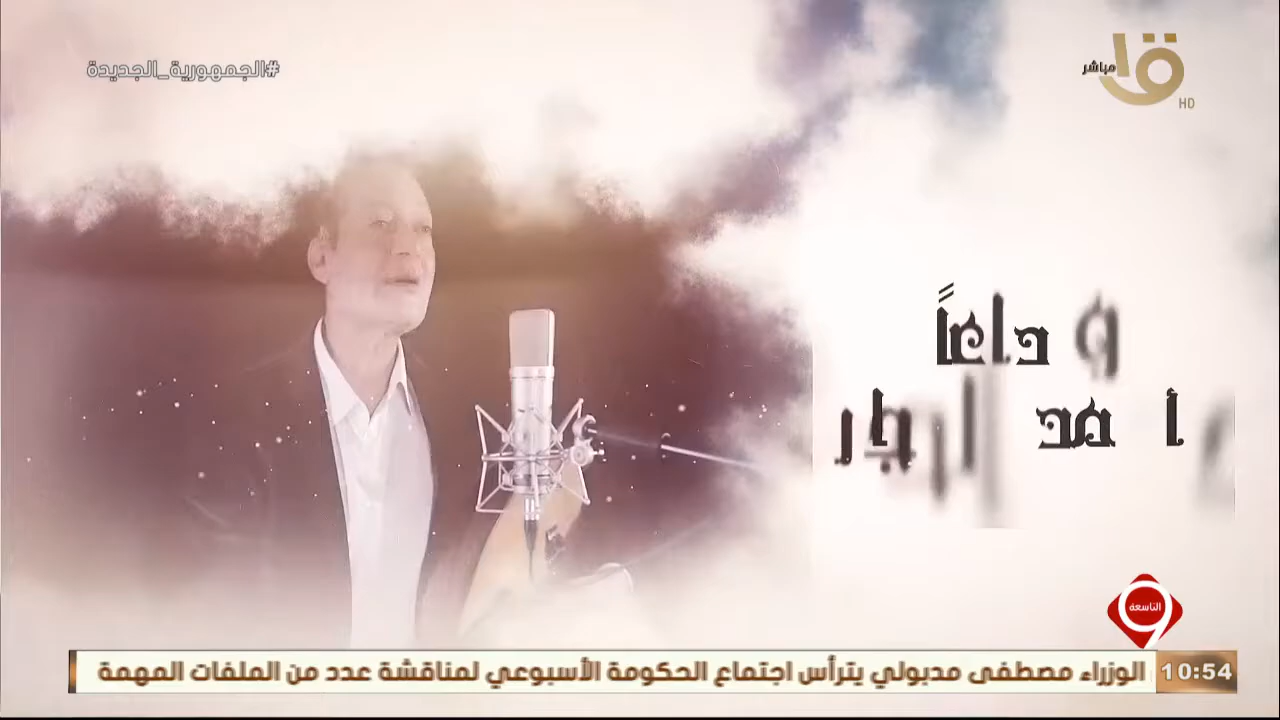 #الجمهورية_الجديدة
مباشر
HD
وداعاً
التاسعة
9
10:54
الوزراء مصطفى مدبولي يترأس اجتماع الحكومة الأسبوعي لمناقشة عدد من الملفات المهمة